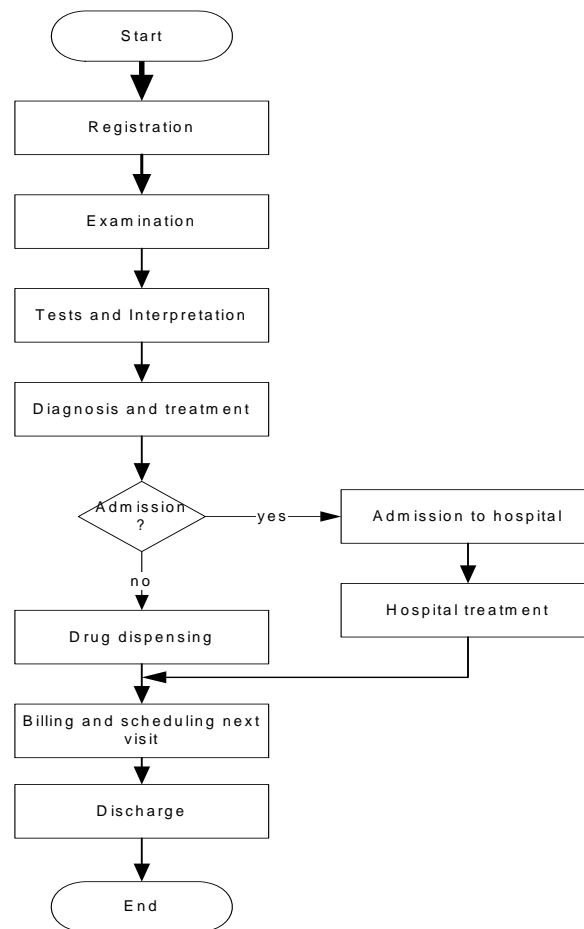 Start
Registration
Examination
Tests and Interpretation
Diagnosis and treatment
Admission
?
yes
Admission to hospital
no
Hospital treatment
Drug dispensing
Billing and scheduling next
visit
Discharge
End